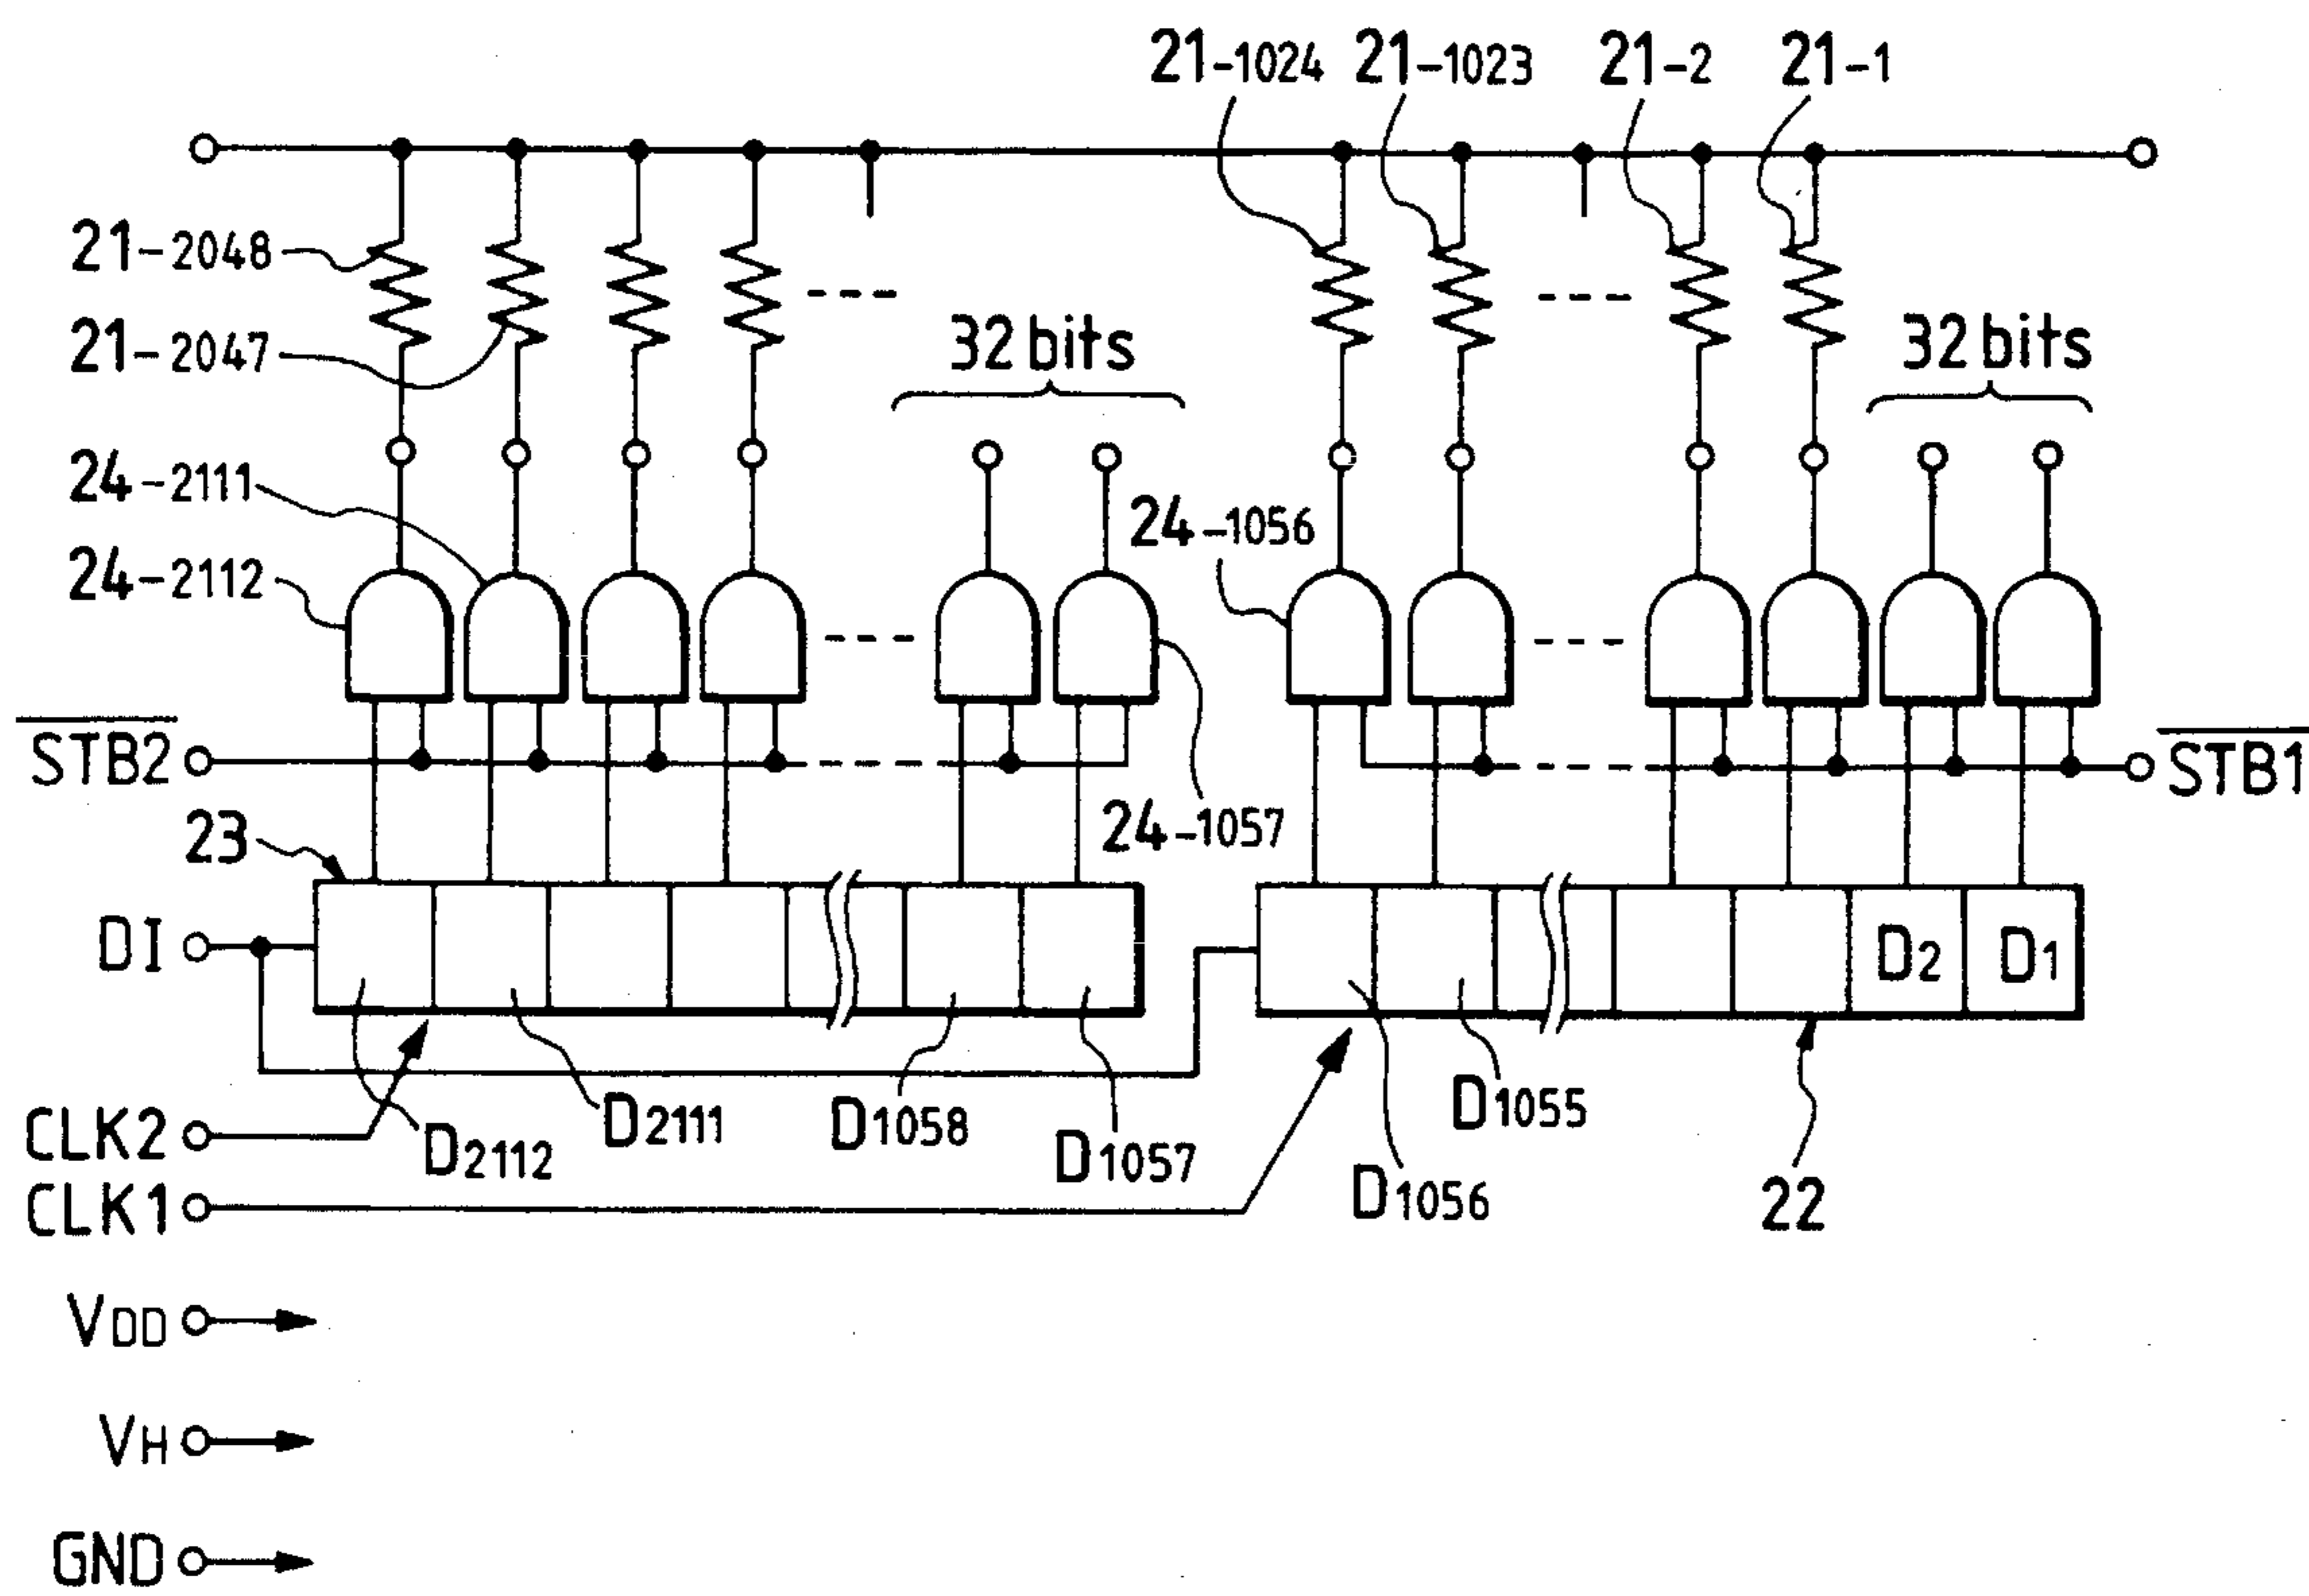 21-1024 21-1023 21-2 21-1
21-2048
21-2047
32 bits 32 bits
24-2111
24-1056
24-2112
STB2 STB1
23
24-1057
DI
D2 D1
D1055
CLK2
D2112 D2111 D1058 D1057
CLK1
D1056
22
VDD
VH
GND